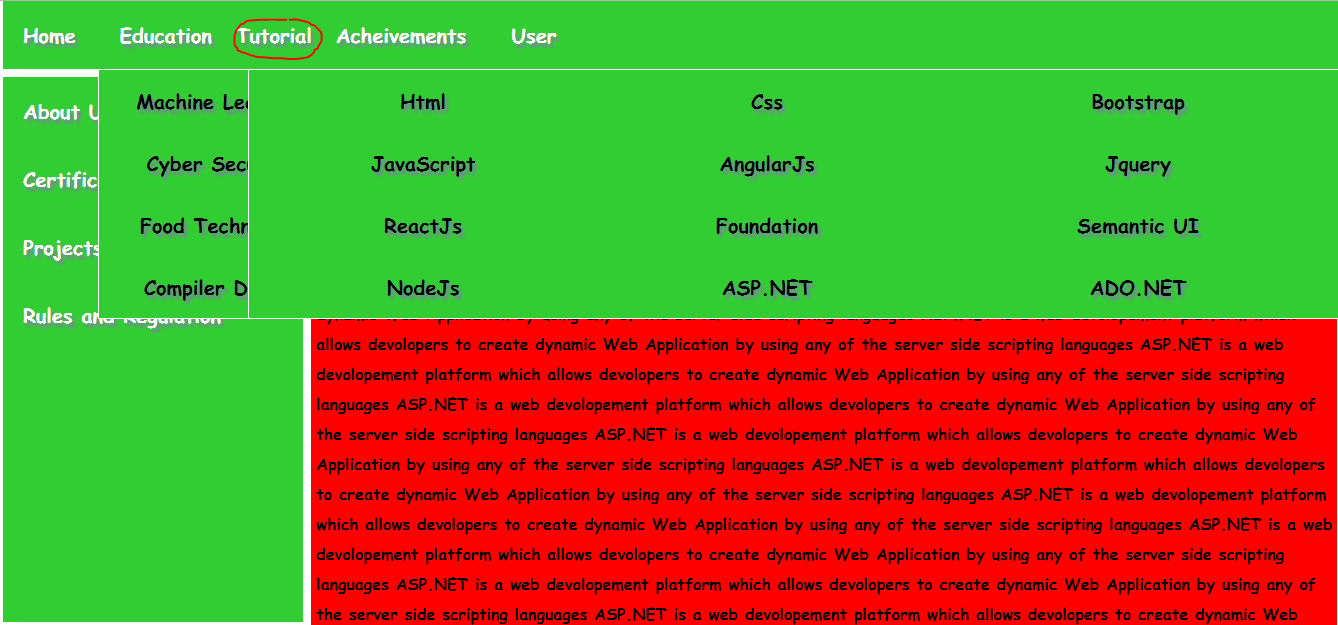 Home Education Tutorial Acheivements User
Machine Le Html Css Bootstrap
About U
Cyber Sec JavaScript AngularJs Jquery
Certific
Food Techn ReactJs Foundation Semantic UI
Projects
Compiler D NodeJs ASP.NET ADO.NET
Rules and Regulation
allows devolopers to create dynamic Web Application by using any of the server side scripting languages ASP.NET is a web
devolopement platform which allows devolopers to create dynamic Web Application by using any of the server side scripting
languages ASP.NET is a web devolopement platform which allows devolopers to create dynamic Web Application by using any of
the server side scripting languages ASP.NET is a web devolopement platform which allows devolopers to create dynamic Web
Application by using any of the server side scripting languages ASP.NET is a web devolopement platform which allows devolopers
to create dynamic Web Application by using any of the server side scripting languages ASP.NET is a web devolopement platform
which allows devolopers to create dynamic Web Application by using any of the server side scripting languages ASP.NET is a web
devolopement platform which allows devolopers to create dynamic Web Application by using any of the server side scripting
languages ASP.NET is a web devolopement platform which allows devolopers to create dynamic Web Application by using any of
the server side scripting languages ASP.NET is a web devolopement platform which allows devolopers to create dynamic Web